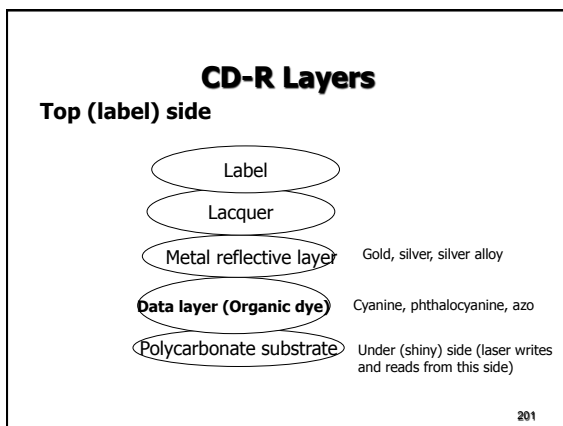 CD-R Layers
Top (label) side
Label
Lacquer
Metal reflective layer
Gold, silver, silver alloy
Data layer (Organic dye)
Cyanine, phthalocyanine, azo
Polycarbonate substrate
Under (shiny) side (laser writes
and reads from this side)
201